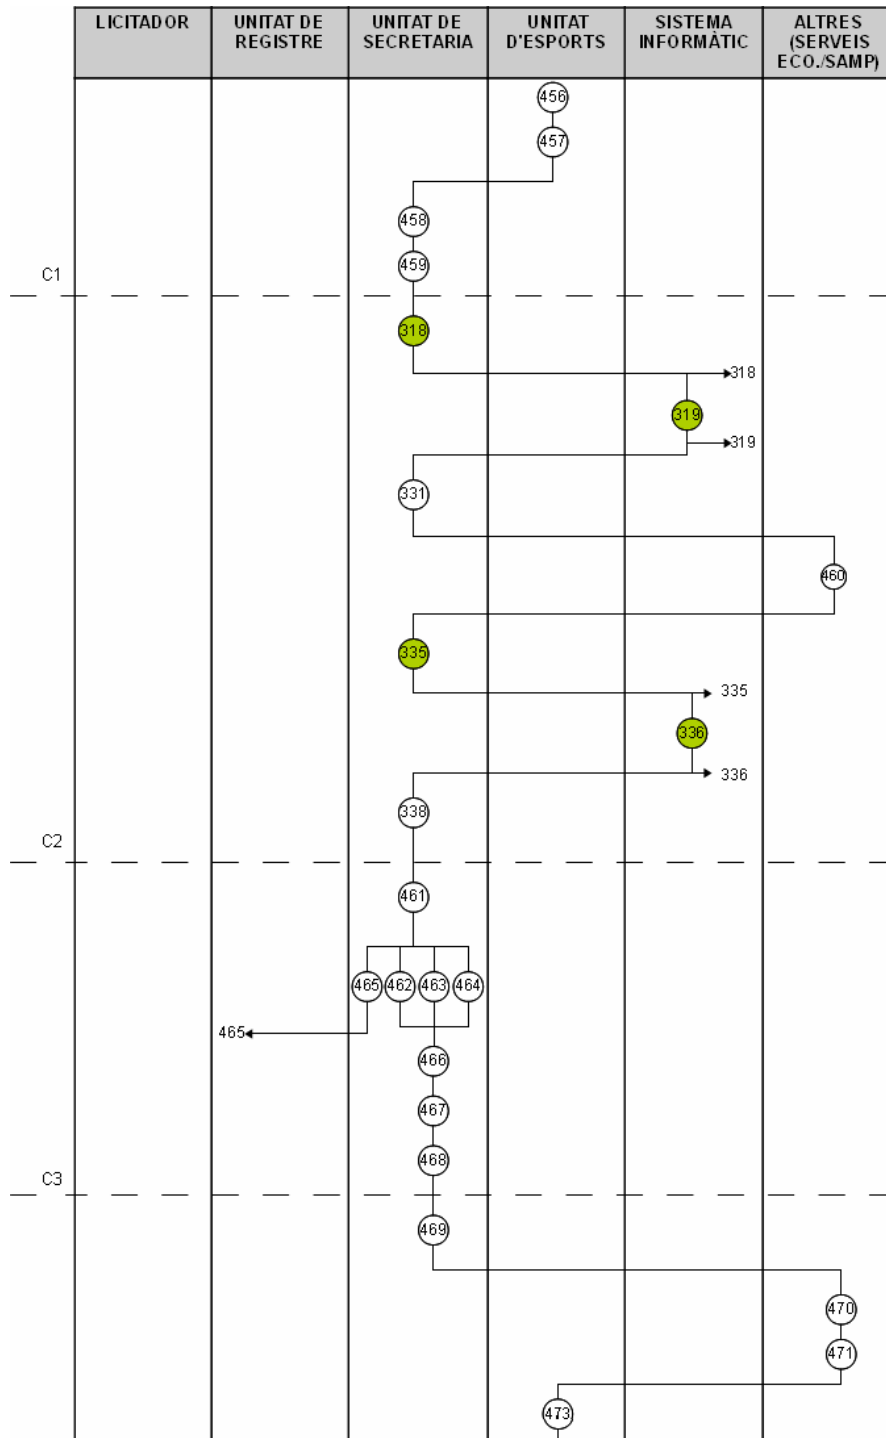 LICITADOR
UNITAT DE
REGISTRE
UNITAT DE
SECRETARIA
UNITAT
D'ESPORTS
SISTEMA
INFORMÀTIC
ALTRES
(SERVEIS
ECO./SAMP)
456
457
458
459
C1
318
318
319
319
331
460
335
335
336
336
338
C2
461
465 462 463 464
465
466
467
468
C3
469
470
471
473